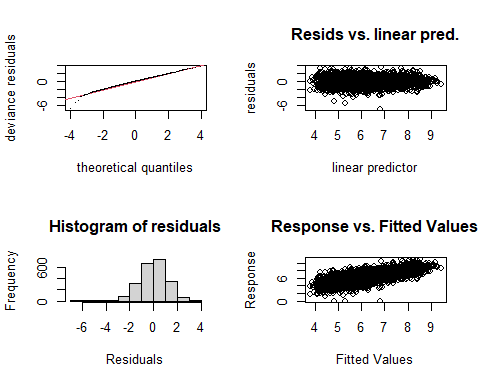 deviance residuals
0
-6
-4
-2
0
2
4
theoretical quantiles
Resids vs. linear pred.
residuals
0
-6
4
5
6
7
8
9
linear predictor
Histogram of residuals
Frequency
600
0
-6
-4
-2
0
2
4
Residuals
Response vs. Fitted Values
Response
6
0
4
5
6
7
8
9
Fitted Values